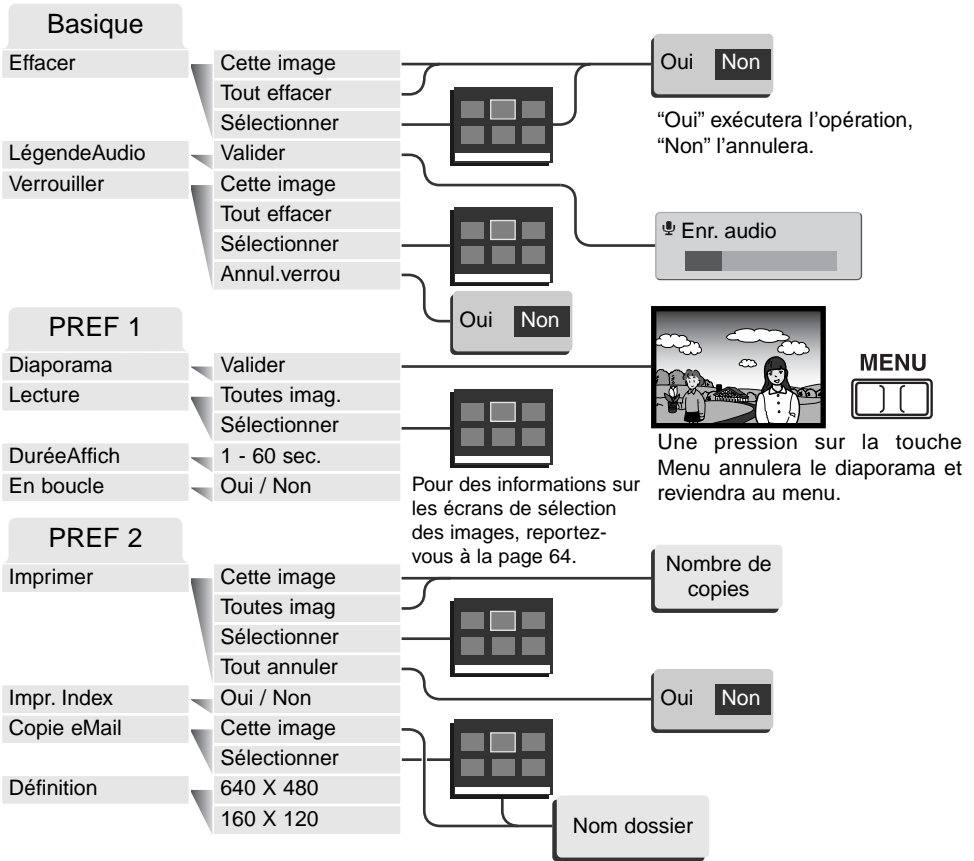 Basique
Effacer
Cette image
Tout effacer
Sélectionner
Oui Non
“Oui” exécutera l’opération,
“Non” l’annulera.
LégendeAudio
Valider
Enr. audio
Verrouiller
Cette image
Tout effacer
Sélectionner
Annul.verrou
Oui Non
PREF 1
Diaporama
Valider
MENU
Une pression sur la touche
Menu annulera le diaporama et
reviendra au menu.
Lecture
Toutes imag.
Sélectionner
DuréeAffich
1 - 60 sec.
En boucle
Oui / Non
Pour des informations sur
les écrans de sélection
des images, reportez-
vous à la page 64.
PREF 2
Imprimer
Cette image
Toutes imag
Sélectionner
Tout annuler
Nombre de
copies
Oui Non
Impr. Index
Oui / Non
Copie eMail
Cette image
Sélectionner
Définition
640 X 480
160 X 120
Nom dossier